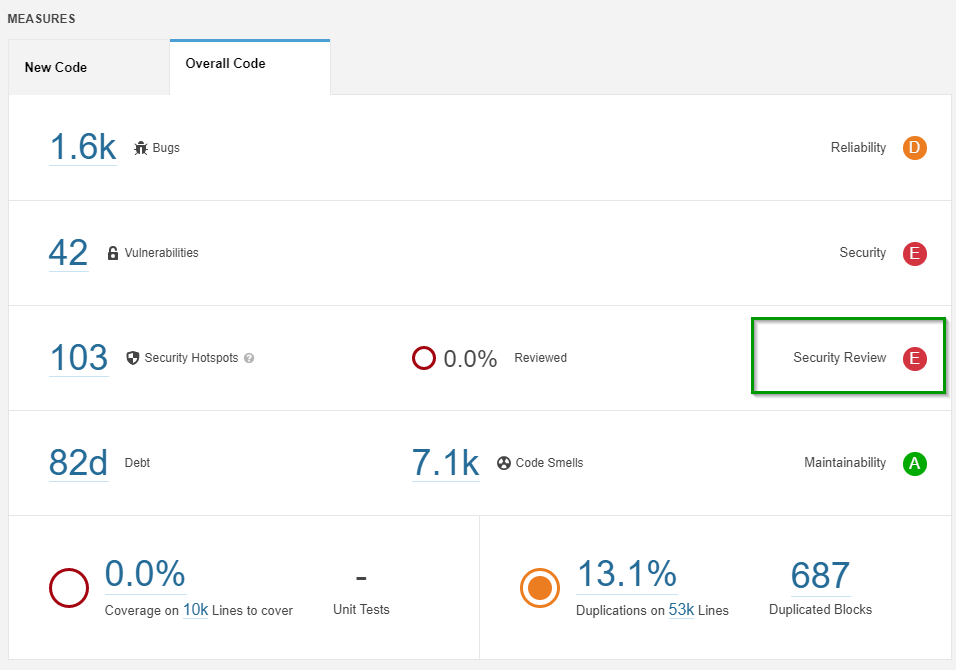 MEASURES
New Code
Overall Code
1.6k Bugs Reliability D
42 Vulnerabilities Security E
103 Security Hotspots ? 0.0% Reviewed Security Review E
82d Debt 7.1k Code Smells Maintainability A
0.0% - 13.1% 687
Coverage on 10k Lines to cover Unit Tests Duplications on 53k Lines Duplicated Blocks